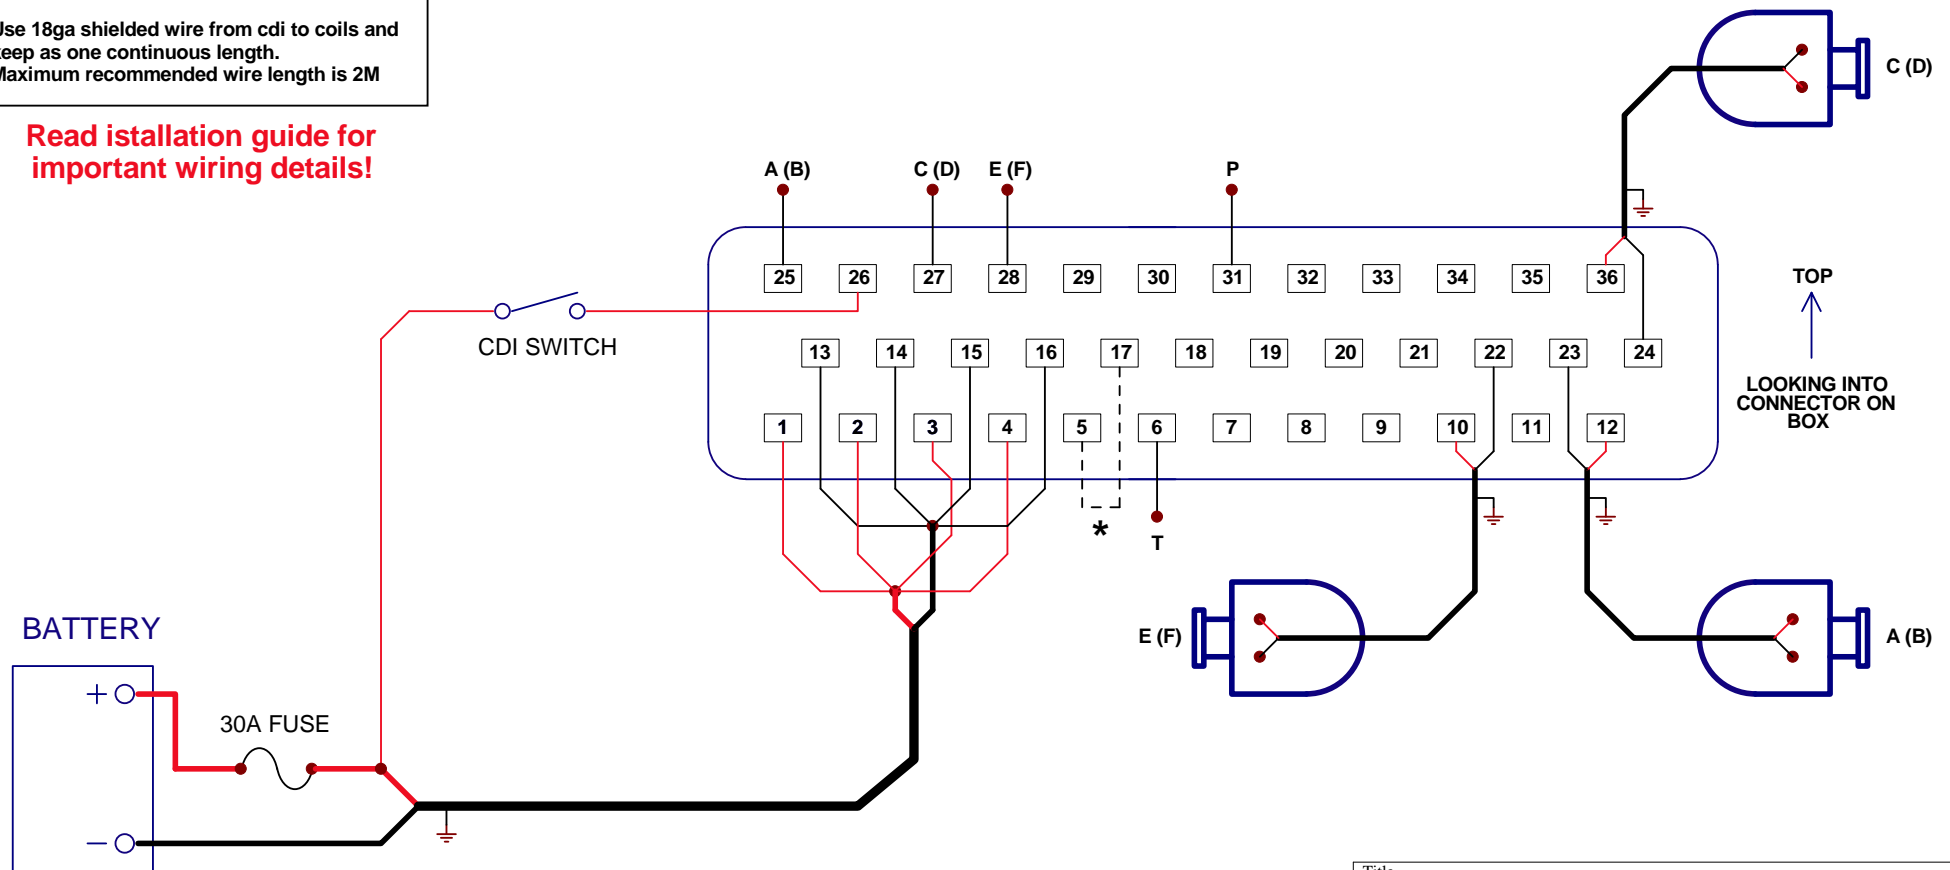 Use 18ga shielded wire from cdi to coils and
keep as one continuous length.
Maximum recommended wire length is 2M
Read istallation guide for
important wiring details!
C (D)
A (B)
C (D)
E (F)
P
25
26
27
28
29
30
31
32
33
34
35
36
TOP
CDI SWITCH
13
14
15
16
17
18
19
20
21
22
23
24
LOOKING INTO
CONNECTOR ON
BOX
1
2
3
4
5
6
7
8
9
10
11
12
*
T
BATTERY
E (F)
A (B)
+
30A FUSE
−